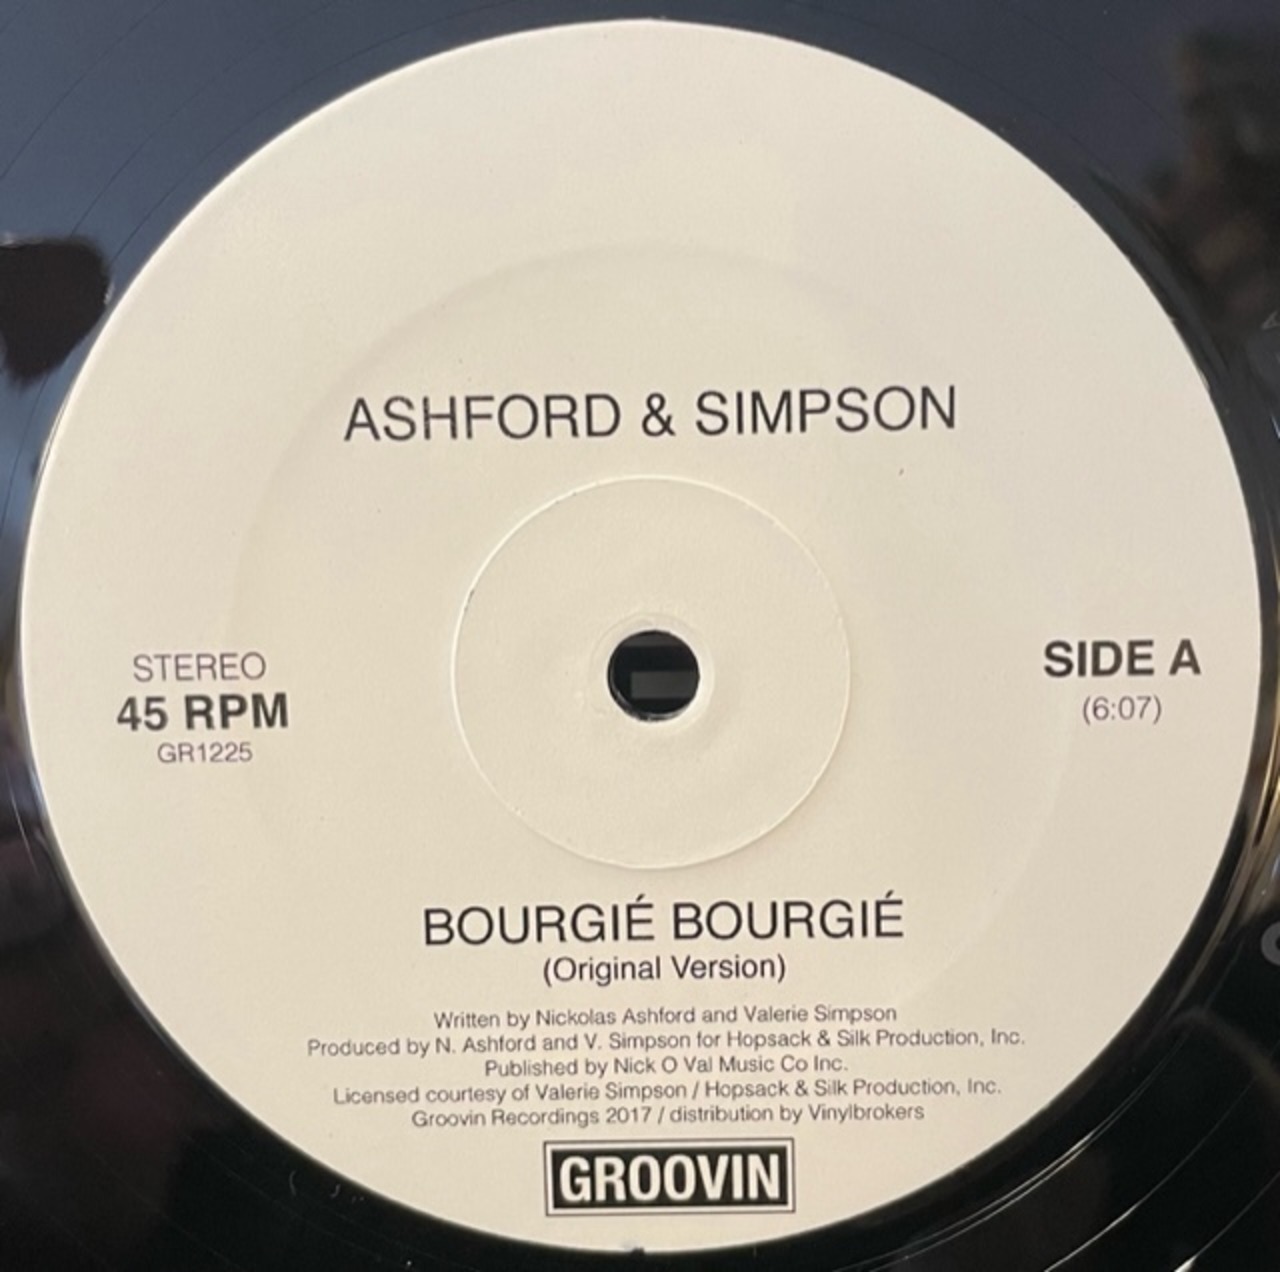 ASHFORD & SIMPSON
STEREO
45 RPM
GR1225
SIDE A
(6:07)
BOURGIÉ BOURGIÉ
(Original Version)
Written by Nickolas Ashford and Valerie Simpson
Produced by N. Ashford and V. Simpson for Hopsack & Silk Production, Inc.
Published by Nick O Val Music Co Inc.
Licensed courtesy of Valerie Simpson / Hopsack & Silk Production, Inc.
Groovin Recordings 2017 / distribution by Vinylbrokers
GROOVIN